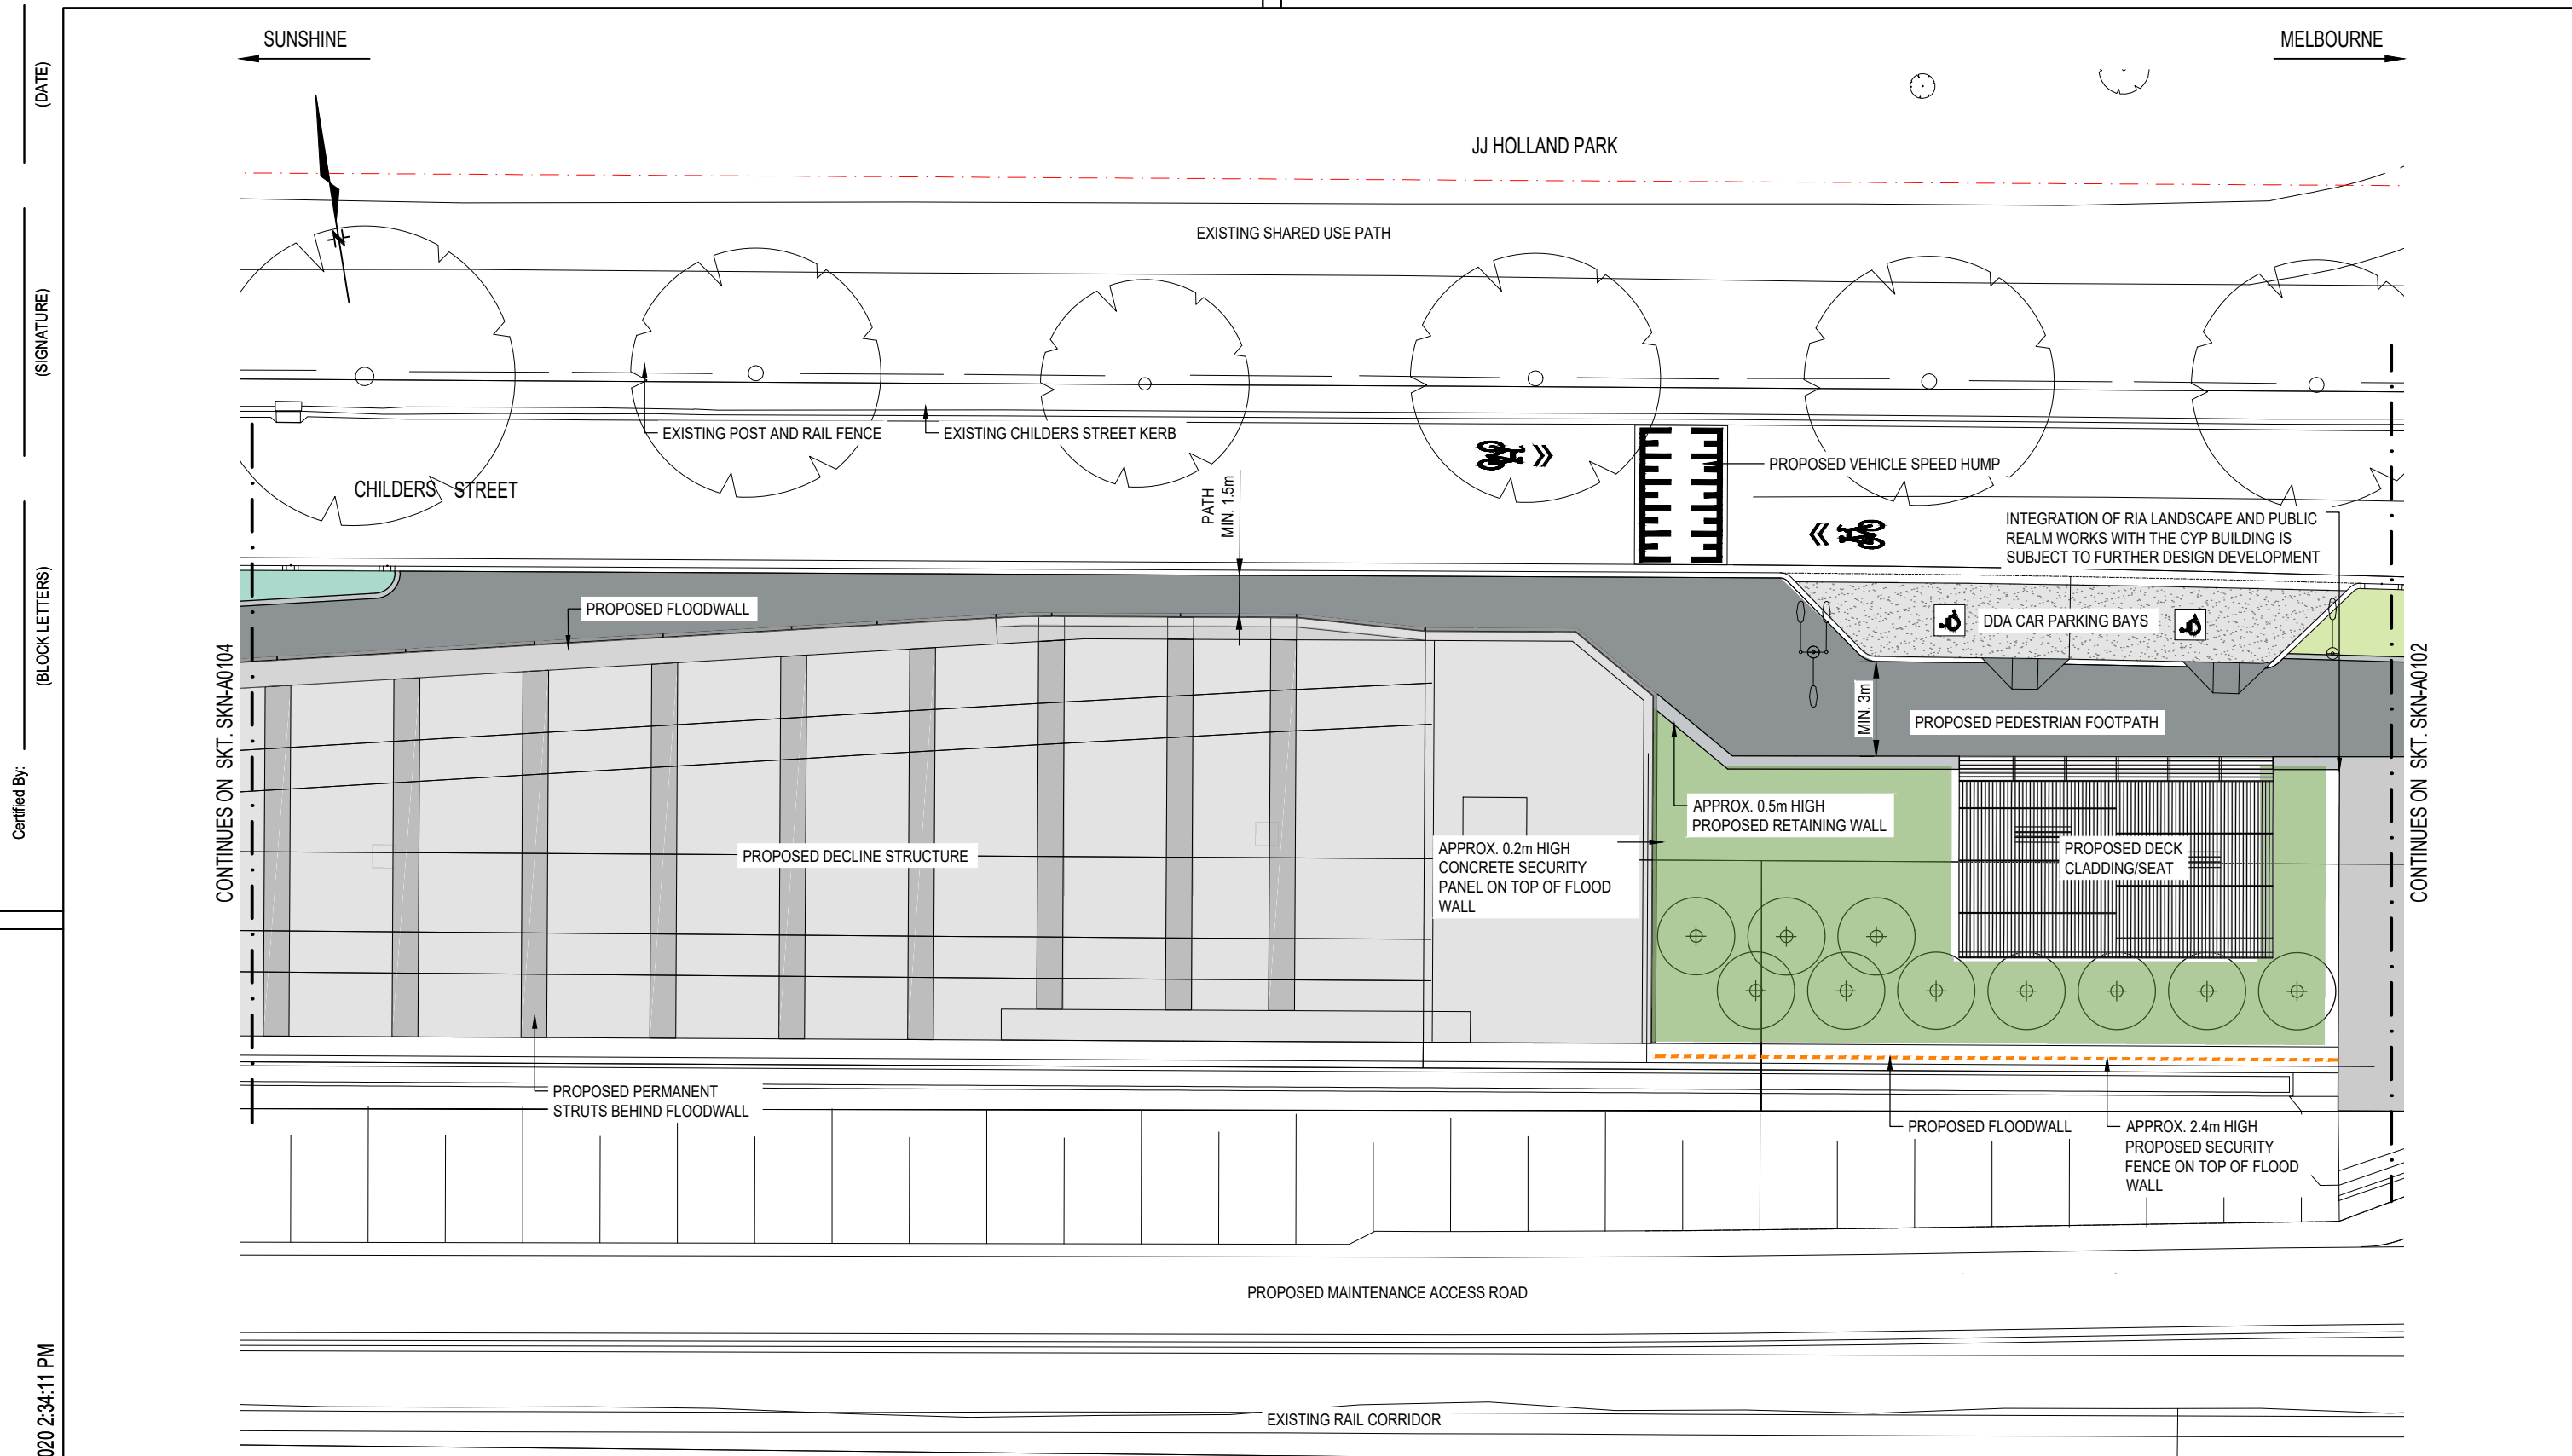 SUNSHINE
MELBOURNE
JJ HOLLAND PARK
EXISTING SHARED USE PATH
N
EXISTING POST AND RAIL FENCE
EXISTING CHILDERS STREET KERB
PROPOSED VEHICLE SPEED HUMP
CHILDERS STREET
PATH
MIN. 1.5m
INTEGRATION OF RIA LANDSCAPE AND PUBLIC
REALM WORKS WITH THE CYP BUILDING IS
SUBJECT TO FURTHER DESIGN DEVELOPMENT
PROPOSED FLOODWALL
DDA CAR PARKING BAYS
MIN. 3m
PROPOSED PEDESTRIAN FOOTPATH
CONTINUES ON SKT. SKN-A0104
CONTINUES ON SKT. SKN-A0102
APPROX. 0.5m HIGH
PROPOSED RETAINING WALL
APPROX. 0.2m HIGH
CONCRETE SECURITY
PANEL ON TOP OF FLOOD
WALL
PROPOSED DECLINE STRUCTURE
PROPOSED DECK
CLADDING/SEAT
PROPOSED PERMANENT
STRUTS BEHIND FLOODWALL
PROPOSED FLOODWALL
APPROX. 2.4m HIGH
PROPOSED SECURITY
FENCE ON TOP OF FLOOD
WALL
PROPOSED MAINTENANCE ACCESS ROAD
EXISTING RAIL CORRIDOR
(DATE)
(SIGNATURE)
(BLOCK LETTERS)
Certified By:
020 2:34:11 PM